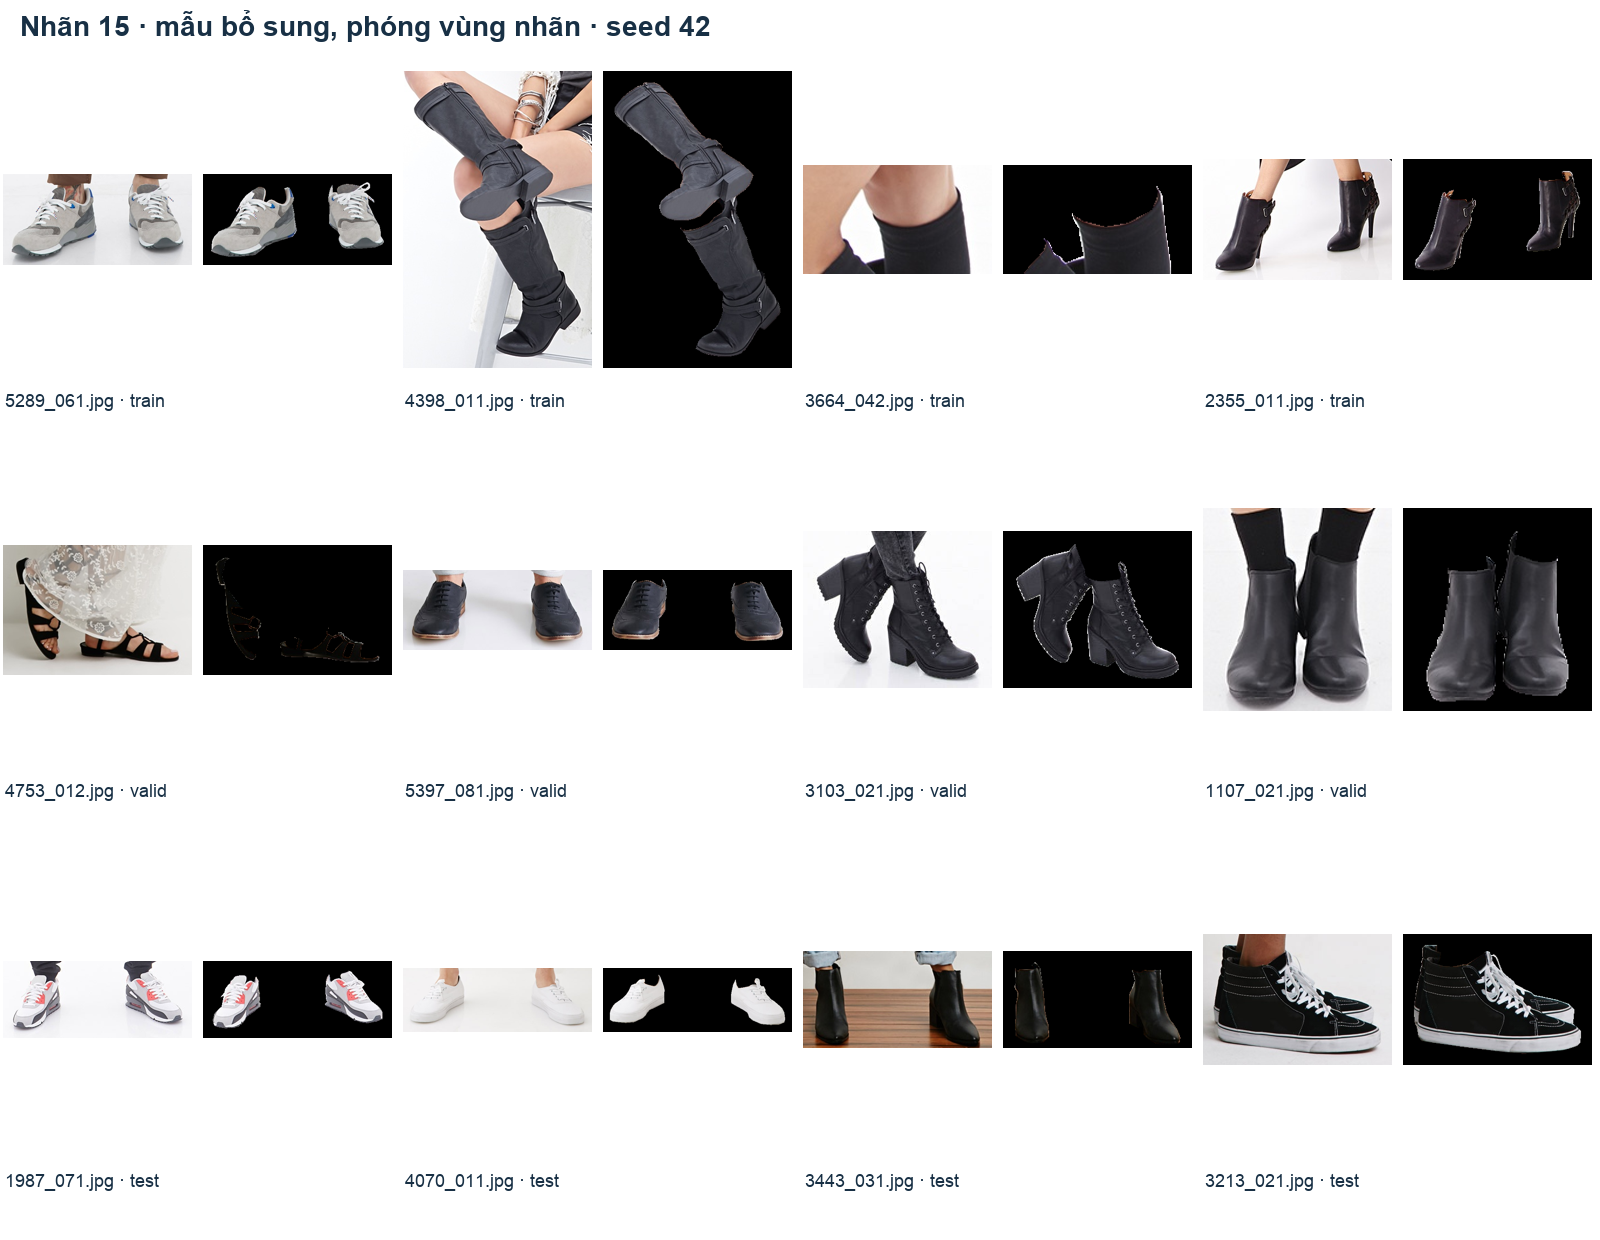 Nhãn 15 · mẫu bổ sung, phóng vùng nhãn · seed 42
5289_061.jpg · train
4398_011.jpg · train
3664_042.jpg · train
2355_011.jpg · train
4753_012.jpg · valid
5397_081.jpg · valid
3103_021.jpg · valid
1107_021.jpg · valid
1987_071.jpg · test
4070_011.jpg · test
3443_031.jpg · test
3213_021.jpg · test